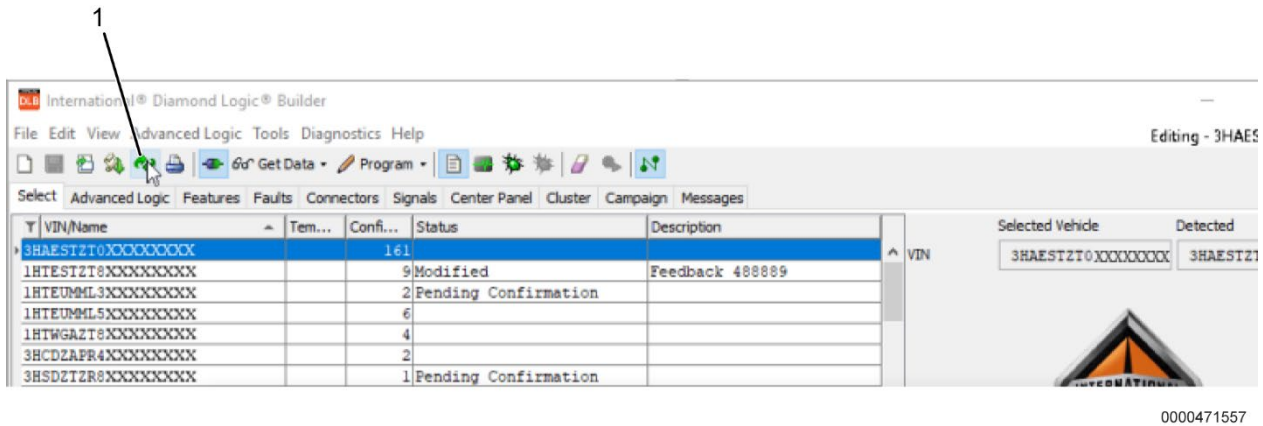 1
DLB International® Diamond Logic® Builder
File Edit View Advanced Logic Tools Diagnostics Help Editing - 3HAES
Get Data Program
Select Advanced Logic Features Faults Connectors Signals Center Panel Cluster Campaign Messages
VIN/Name Tem... Confi... Status Description Selected Vehicle Detected
3HAESTZT0XXXXXXXX 161 VIN 3HAESTZT0XXXXXXXX 3HAESTZT
1HTESTZT8XXXXXXXX 9 Modified Feedback 488889
1HTEUMML3XXXXXXXX 2 Pending Confirmation
1HTEUMML5XXXXXXXX 6
1HTWGAZT8XXXXXXXX 4
3HCDZAPR4XXXXXXXX 2
3HSDZTZR8XXXXXXXX 1 Pending Confirmation
INTERNATIONAL
0000471557